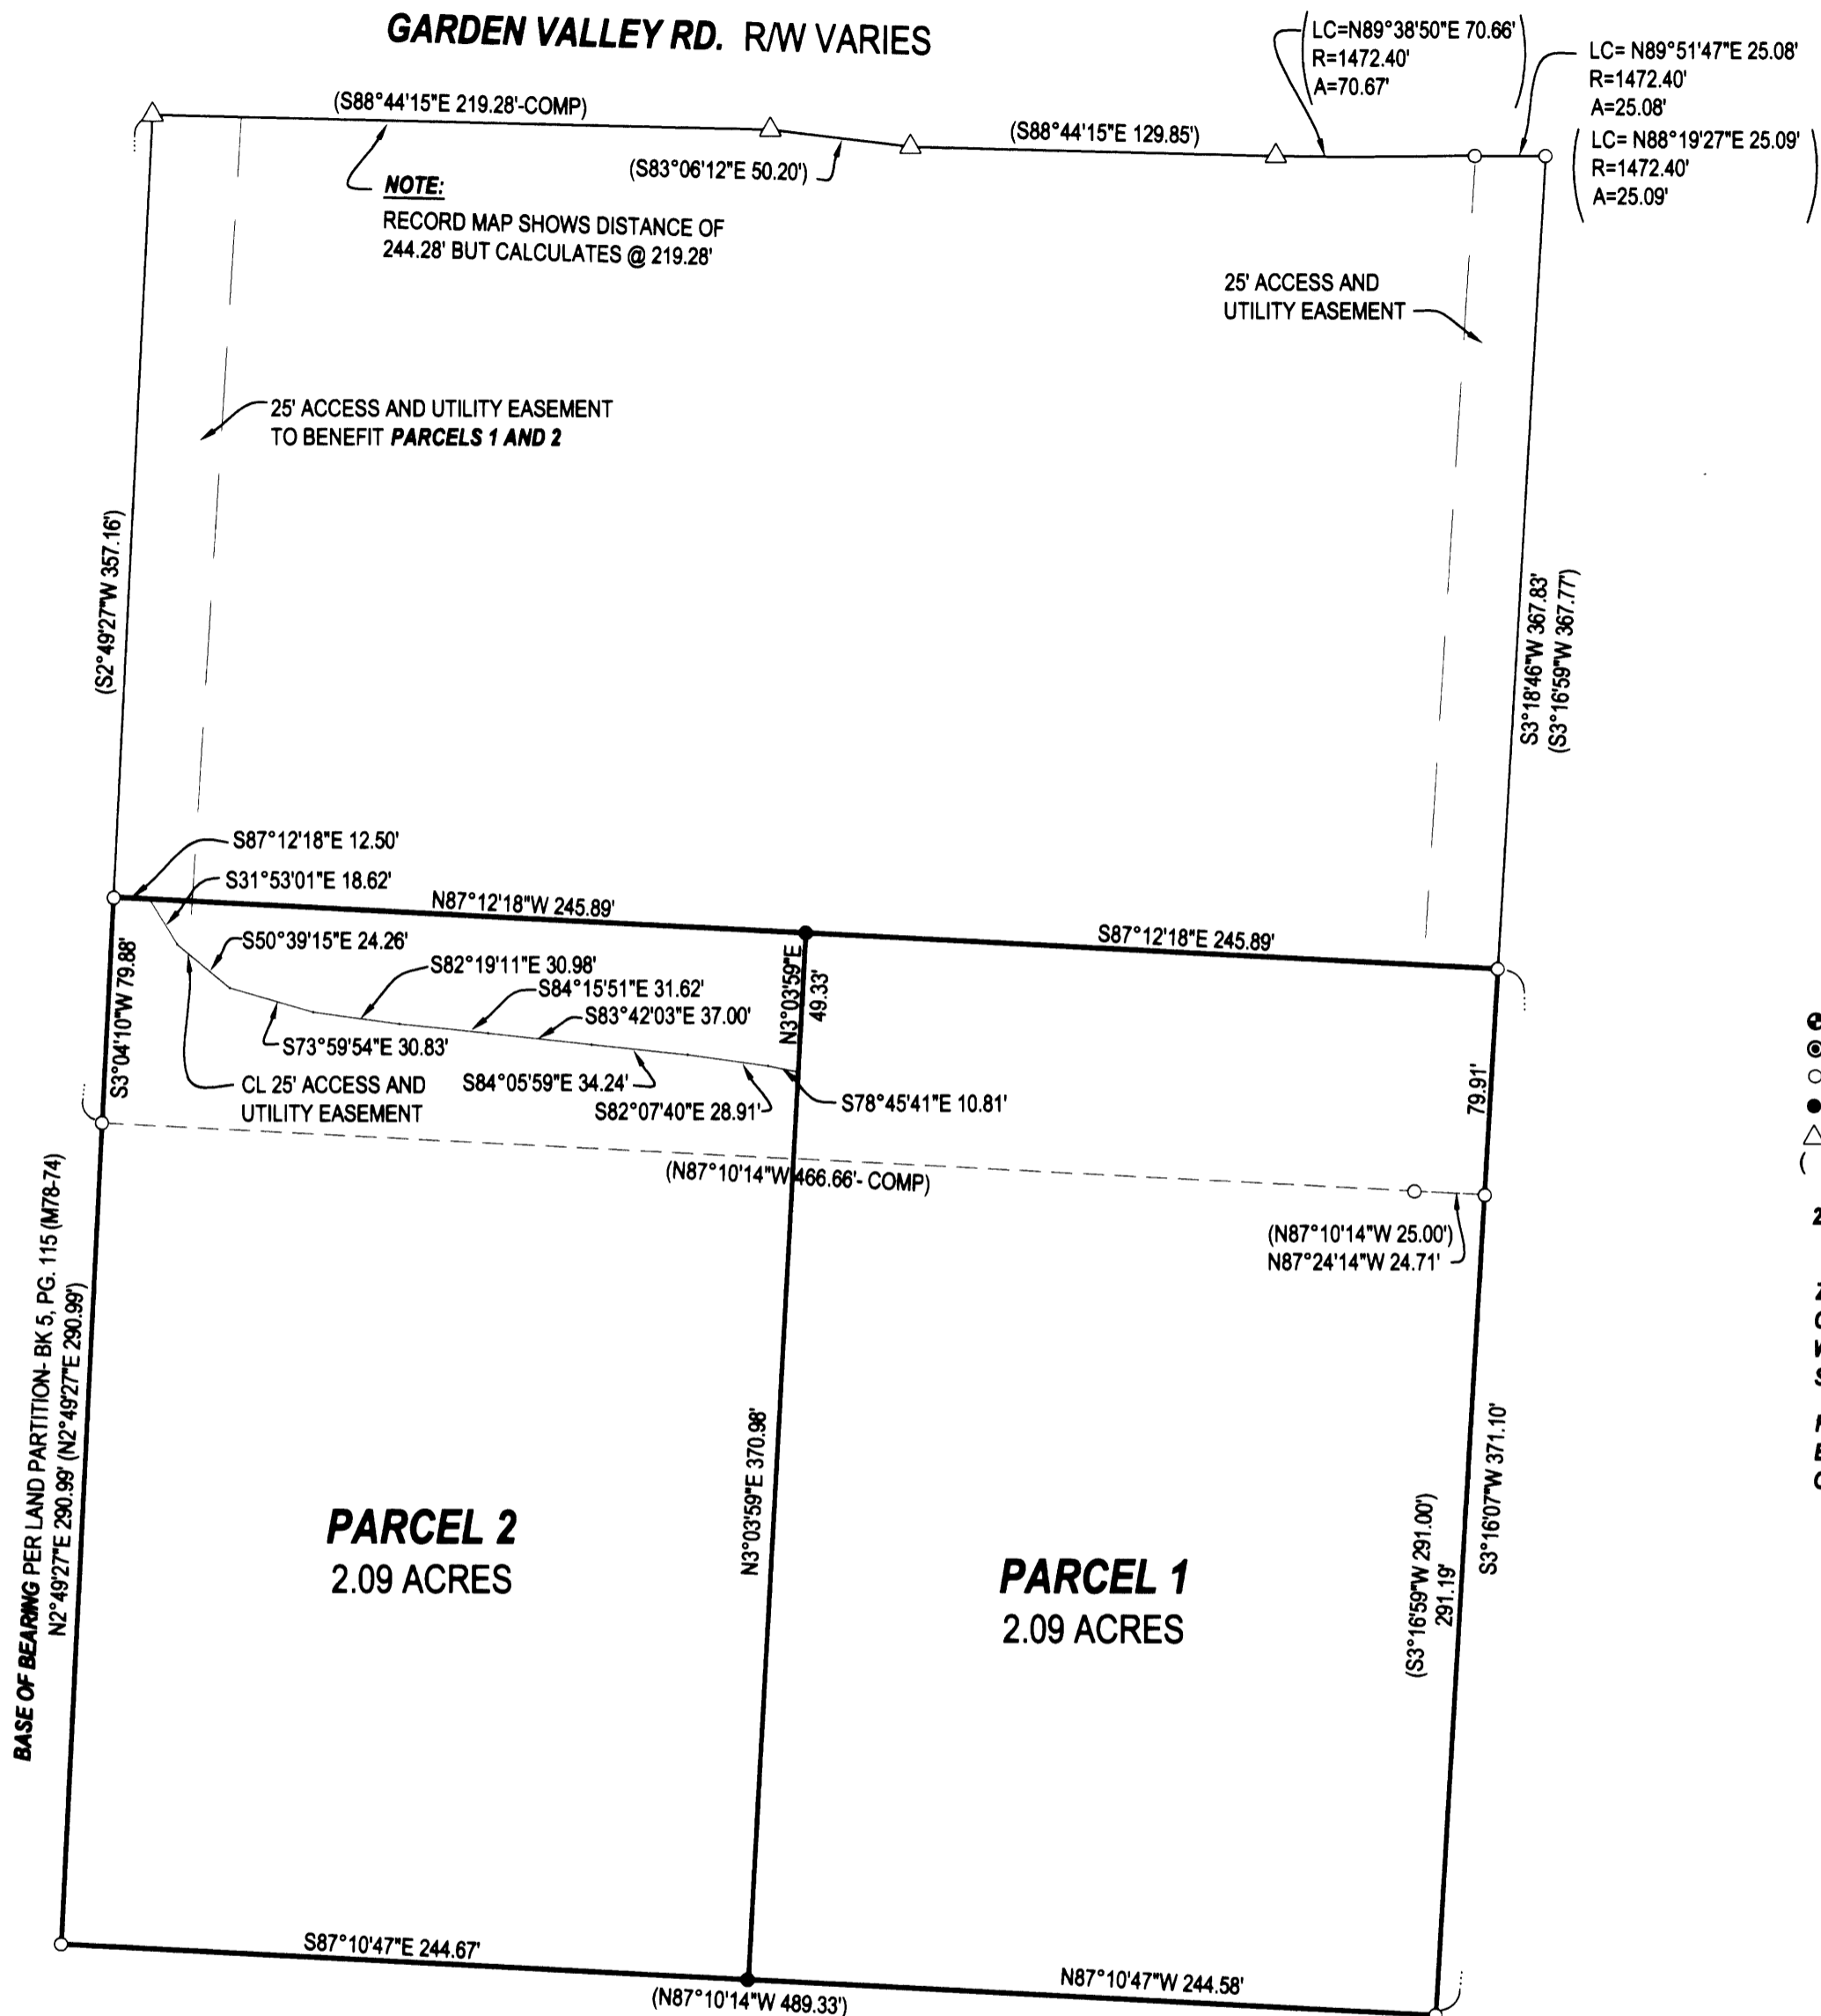 GARDEN VALLEY RD. R/W VARIES
(LC=N89°38'50"E 70.66'
R=1472.40'
A=70.67')
LC= N89°51'47"E 25.08'
R=1472.40'
A=25.08'
(LC= N88°19'27"E 25.09'
R=1472.40'
A=25.09')
(S88°44'15"E 219.28'-COMP)
(S83°06'12"E 50.20')
(S88°44'15"E 129.85')
NOTE:
RECORD MAP SHOWS DISTANCE OF
244.28' BUT CALCULATES @ 219.28'
25' ACCESS AND
UTILITY EASEMENT
25' ACCESS AND UTILITY EASEMENT
TO BENEFIT PARCELS 1 AND 2
(S2°49'27"W 357.16')
S3°18'46"W 367.83'
(S3°16'59"W 367.77')
S87°12'18"E 12.50'
S31°53'01"E 18.62'
N87°12'18"W 245.89'
S87°12'18"E 245.89'
S50°39'15"E 24.26'
S82°19'11"E 30.98'
S84°15'51"E 31.62'
S83°42'03"E 37.00'
N3°03'59"E
49.33'
S3°04'10"W 79.88'
S73°59'54"E 30.83'
CL 25' ACCESS AND
UTILITY EASEMENT
S84°05'59"E 34.24'
S82°07'40"E 28.91'
S78°45'41"E 10.81'
79.91'
(N87°10'14"W 466.66'- COMP)
(N87°10'14"W 25.00')
N87°24'14"W 24.71'
BASE OF BEARING PER LAND PARTITION- BK 5, PG. 115 (M78-74)
N2°49'27"E 290.99' (N2°49'27"E 290.99')
N3°03'59"E 370.98'
(S3°16'59"W 291.00')
291.19'
S3°16'07"W 371.10'
PARCEL 2
2.09 ACRES
PARCEL 1
2.09 ACRES
S87°10'47"E 244.67'
N87°10'47"W 244.58'
(N87°10'14"W 489.33')